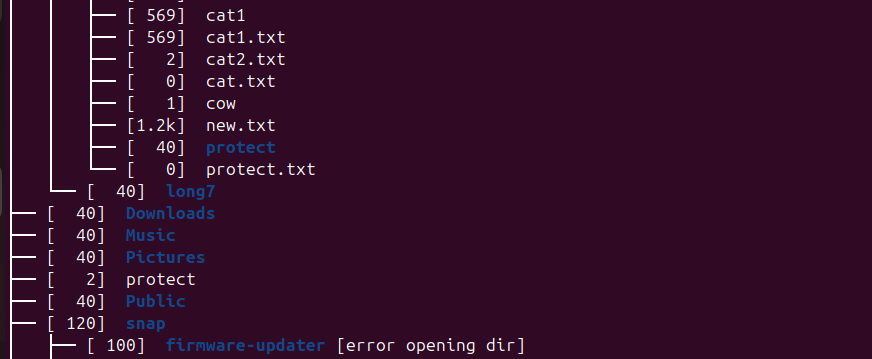 ├── [ 569]  cat1
├── [ 569]  cat1.txt
├── [   2]  cat2.txt
├── [   0]  cat.txt
├── [   1]  cow
├── [1.2k]  new.txt
├── [  40]  protect
└── [   0]  protect.txt
└── [  40]  long7
├── [  40]  Downloads
├── [  40]  Music
├── [  40]  Pictures
├── [   2]  protect
├── [  40]  Public
├── [ 120]  snap
├── [ 100]  firmware-updater [error opening dir]